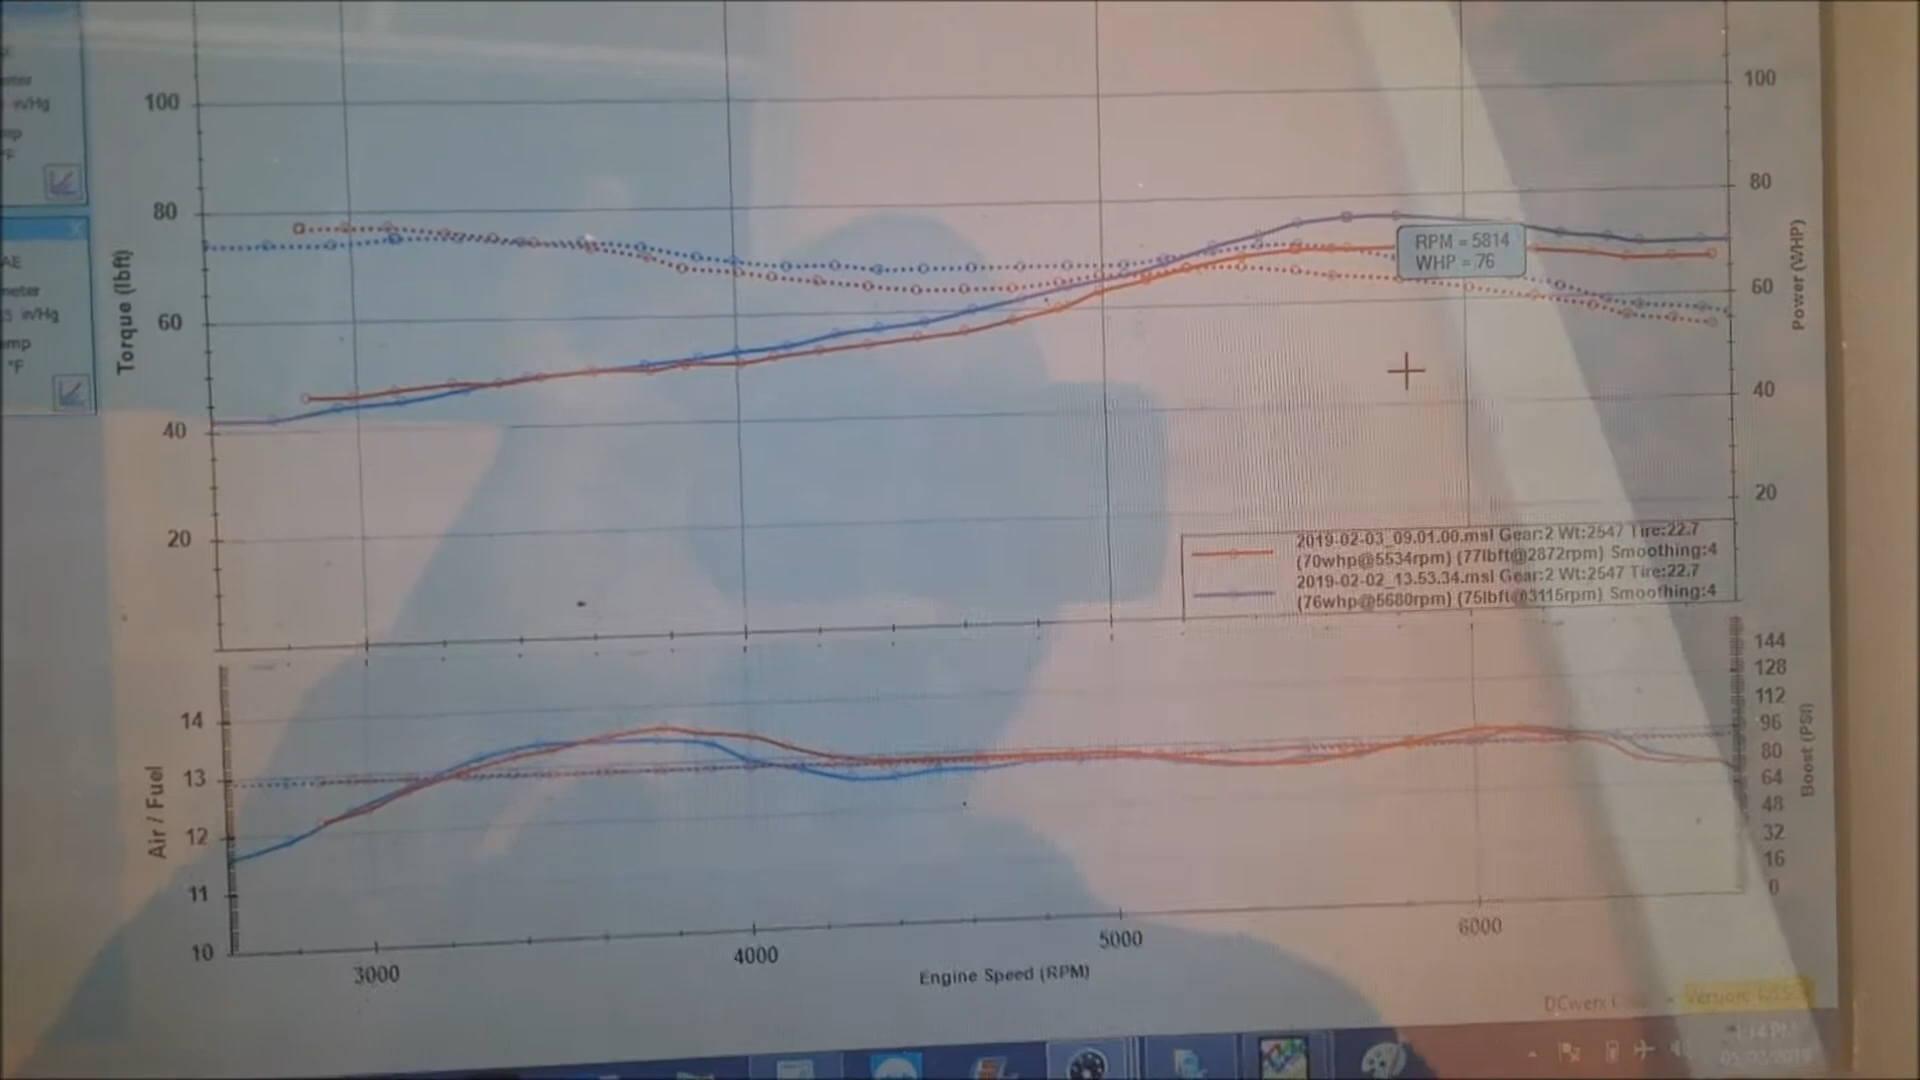 in/Hg
in/Hg
°F
100
80
60
40
20
Torque (lbft)
100
80
60
40
20
Power (WHP)
RPM = 5814
WHP = 76
2019-02-03_09.01.00.msl Gear:2 Wt:2547 Tire:22.7
(70whp@5534rpm) (77lbft@2872rpm) Smoothing:4
2019-02-02_13.53.34.msl Gear:2 Wt:2547 Tire:22.7
(76whp@5680rpm) (75lbft@3115rpm) Smoothing:4
14
13
12
11
10
Air / Fuel
144
128
112
96
80
64
48
32
16
0
Boost (PSI)
3000
4000
5000
6000
Engine Speed (RPM)